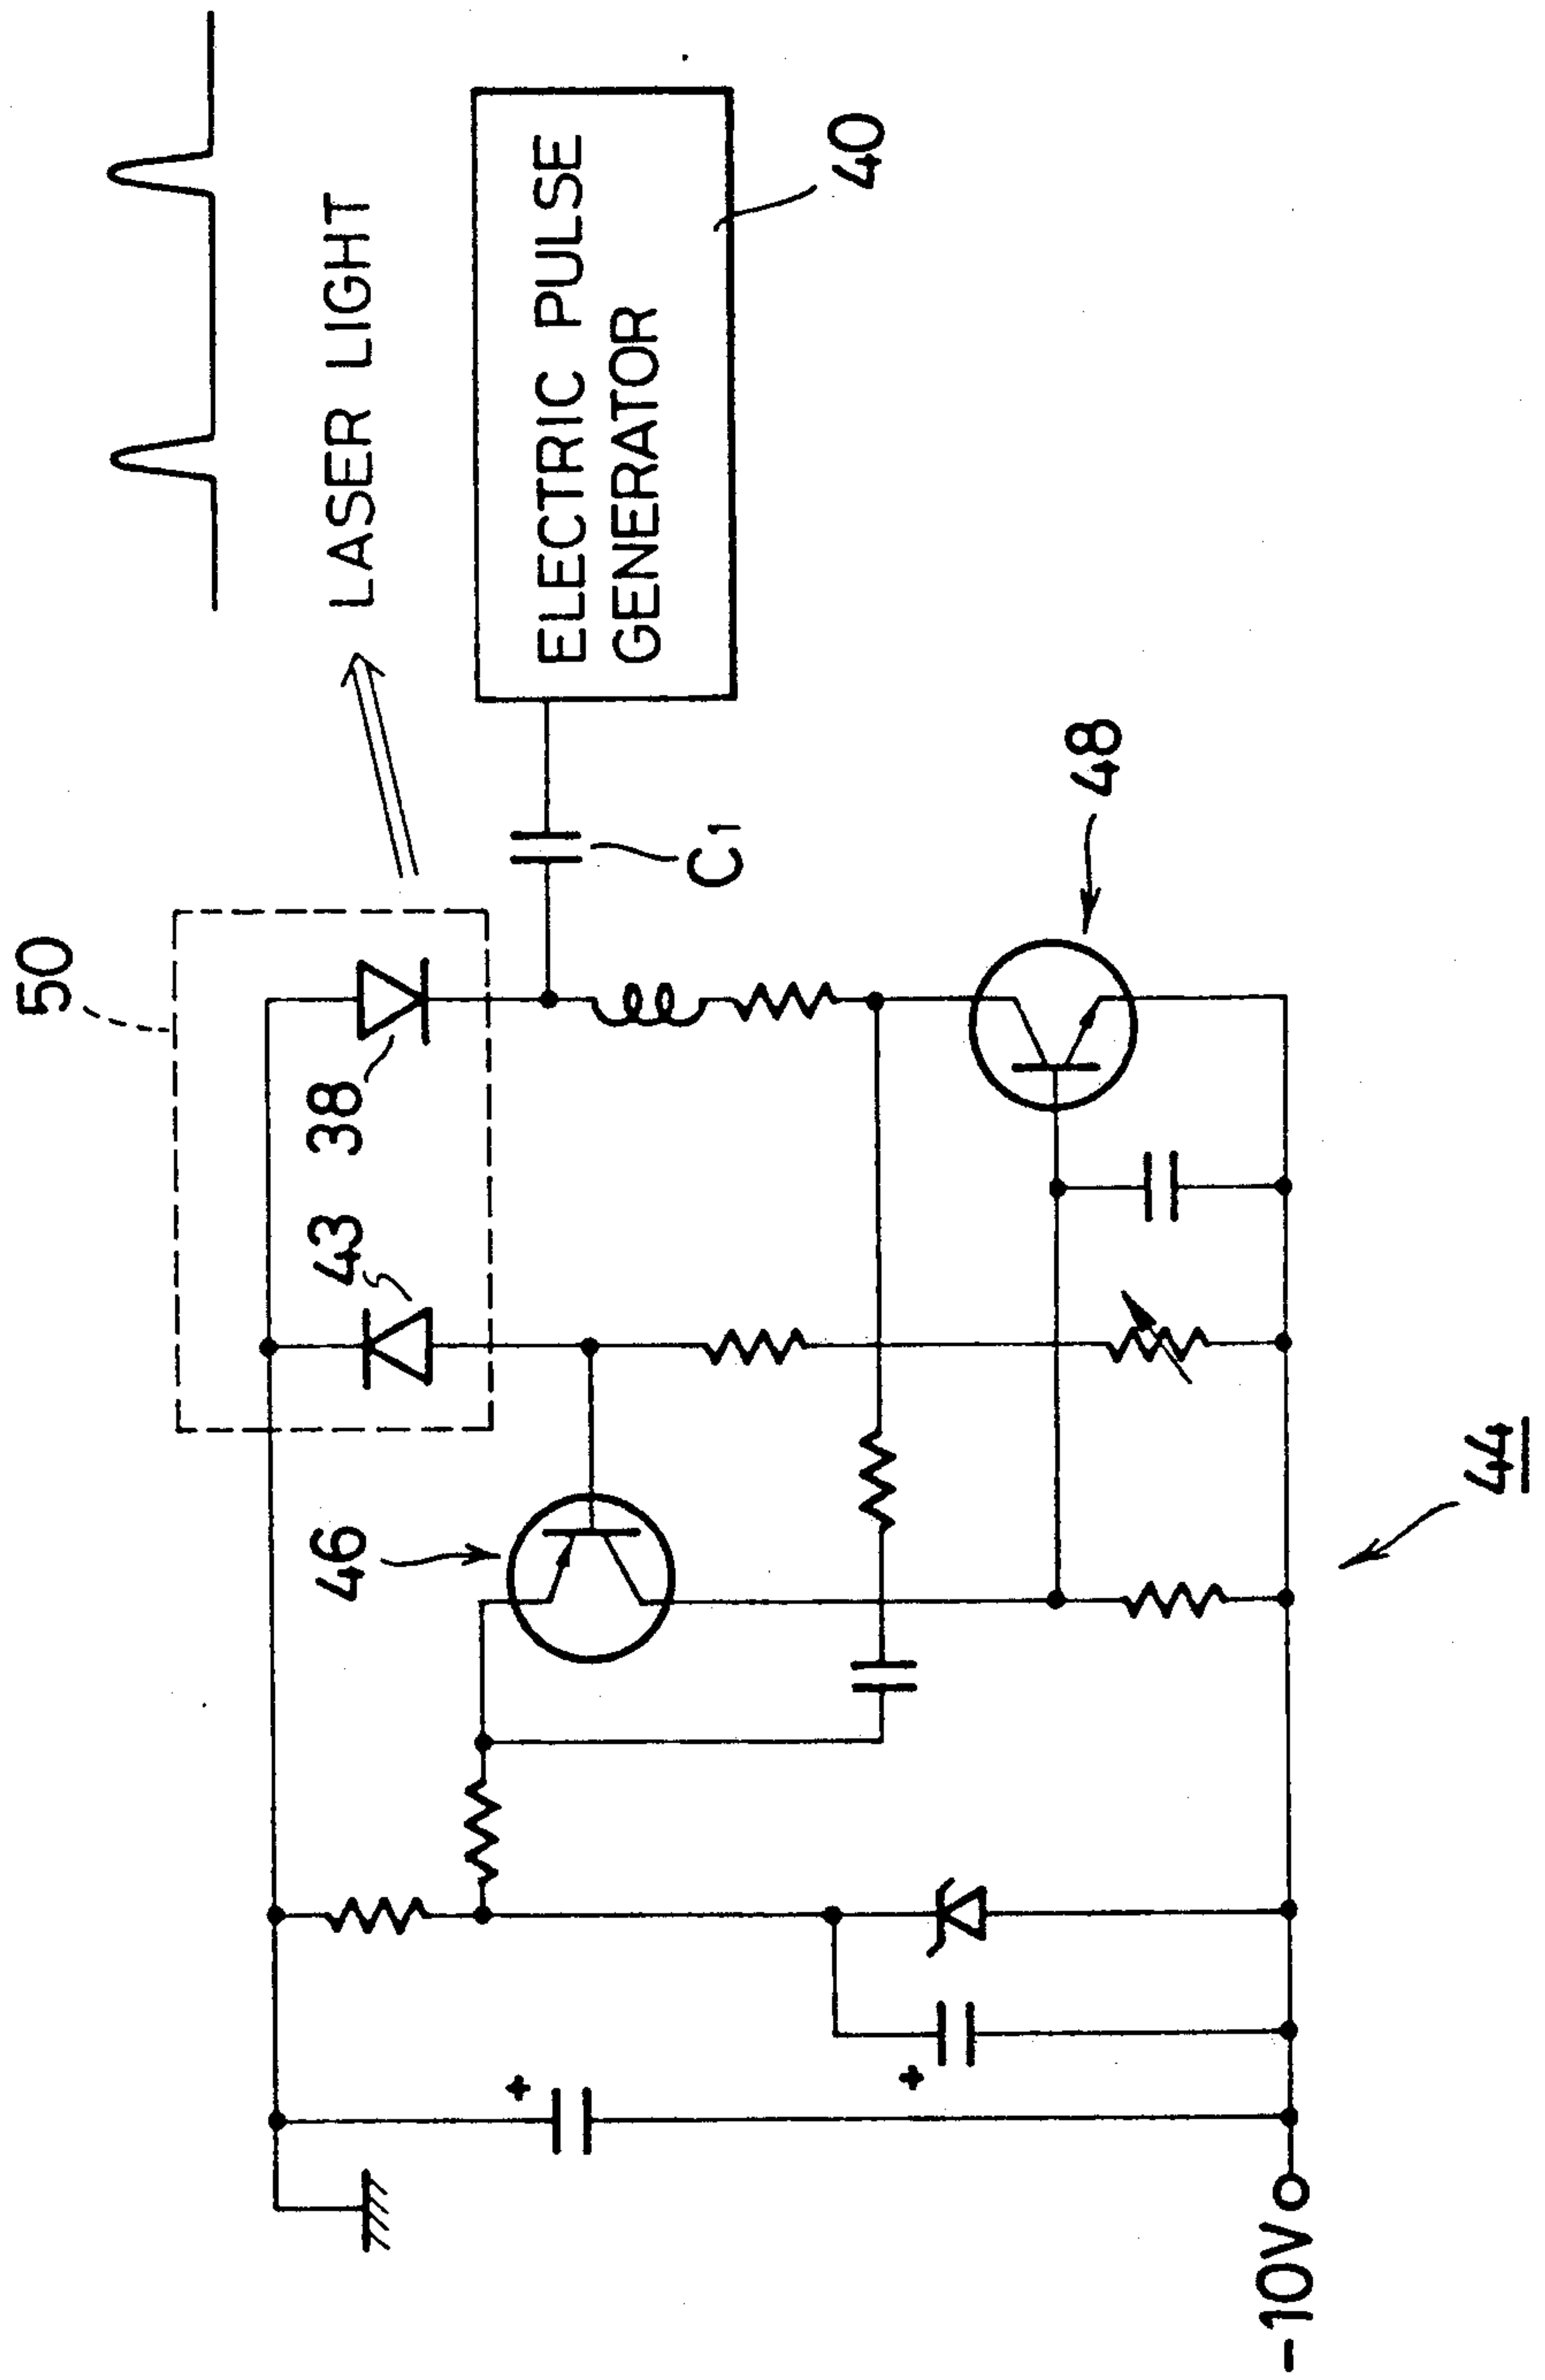 LASER LIGHT
50
43
38
46
ELECTRIC PULSE
GENERATOR
C1
40
48
44
-10V
+
+